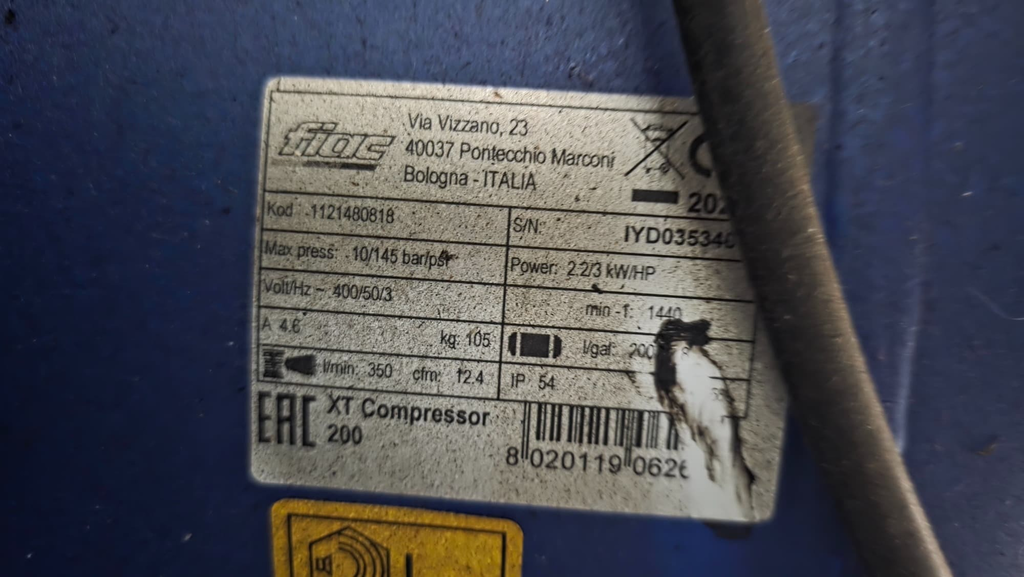 fiac
Via Vizzano, 23
40037 Pontecchio Marconi
Bologna - ITALIA
Kod 1121480818
S/N:
Max press: 10/145 bar/psi
Power: 2.2/3 kW/HP
Volt/Hz ~ 400/50/3
min -1: 1440
A 4.6
kg: 105
l/gal: 200
l/min: 350 cfm: 12.4
IP 54
EAC
XT Compressor
200